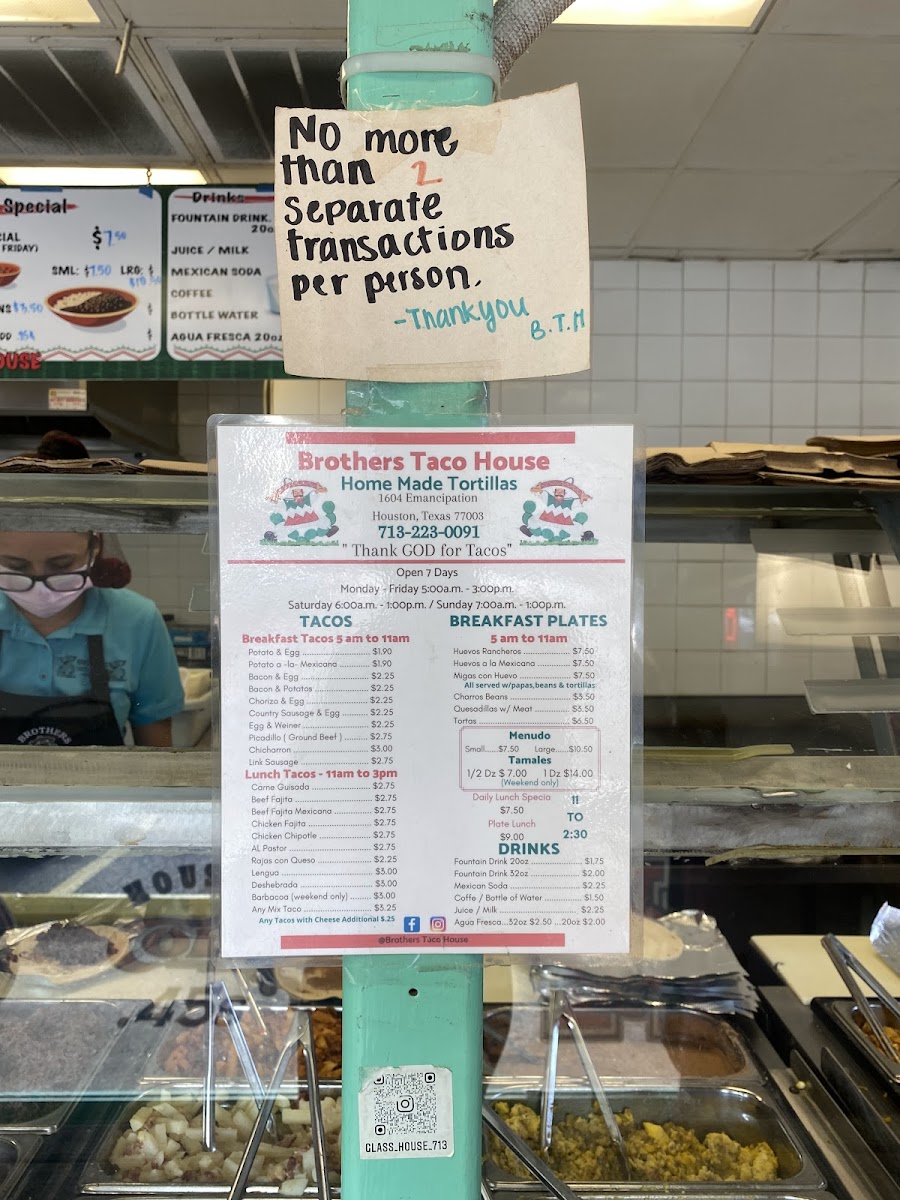 No more
than 2
separate
transactions
per person.
-Thankyou
B.T.H
Special
$7.50
FRIDAY)
SML: $7.50 LRG: $
Drinks
FOUNTAIN DRINK.
JUICE / MILK
MEXICAN SODA
COFFEE
BOTTLE WATER
AGUA FRESCA 20oz
Brothers Taco House
Home Made Tortillas
1604 Emancipation
Houston, Texas 77003
713-223-0091
" Thank GOD for Tacos"
Open 7 Days
Monday - Friday 5:00a.m. - 3:00p.m.
Saturday 6:00a.m. - 1:00p.m. / Sunday 7:00a.m. - 1:00p.m.
TACOS
Breakfast Tacos 5 am to 11am
Potato & Egg $1.90
Potato a -la- Mexicana $1.90
Bacon & Egg $2.25
Bacon & Potatos $2.25
Chorizo & Egg $2.25
Country Sausage & Egg $2.25
Egg & Weiner $2.25
Picadillo ( Ground Beef ) $2.75
Chicharron $3.00
Link Sausage $2.75
Lunch Tacos - 11am to 3pm
Carne Guisada $2.75
Beef Fajita $2.75
Beef Fajita Mexicana $2.75
Chicken Fajita $2.75
Chicken Chipotle $2.75
AL Pastor $2.75
Rajas con Queso $2.25
Lengua $3.00
Deshebrada $3.00
Barbacoa (weekend only) $3.00
Any Mix Taco $3.25
Any Tacos with Cheese Additional $.25
BREAKFAST PLATES
5 am to 11am
Huevos Rancheros $7.50
Huevos a la Mexicana $7.50
Migas con Huevo $7.50
All served w/papas,beans & tortillas
Charros Beans $3.50
Quesadillas w/ Meat $3.50
Tortas $6.50
Menudo
Small......$7.50 Large......$10.50
Tamales
1/2 Dz $ 7.00 1 Dz $14.00
(Weekend only)
Daily Lunch Specia
$7.50
Plate Lunch
$9.00
11
TO
2:30
DRINKS
Fountain Drink 20oz $1.75
Fountain Drink 32oz $2.00
Mexican Soda $2.25
Coffe / Bottle of Water $1.50
Juice / Milk $2.25
Agua Fresca...32oz $2.50 ...20oz $2.00
@Brothers Taco House
BROTHERS
GLASS_HOUSE_713